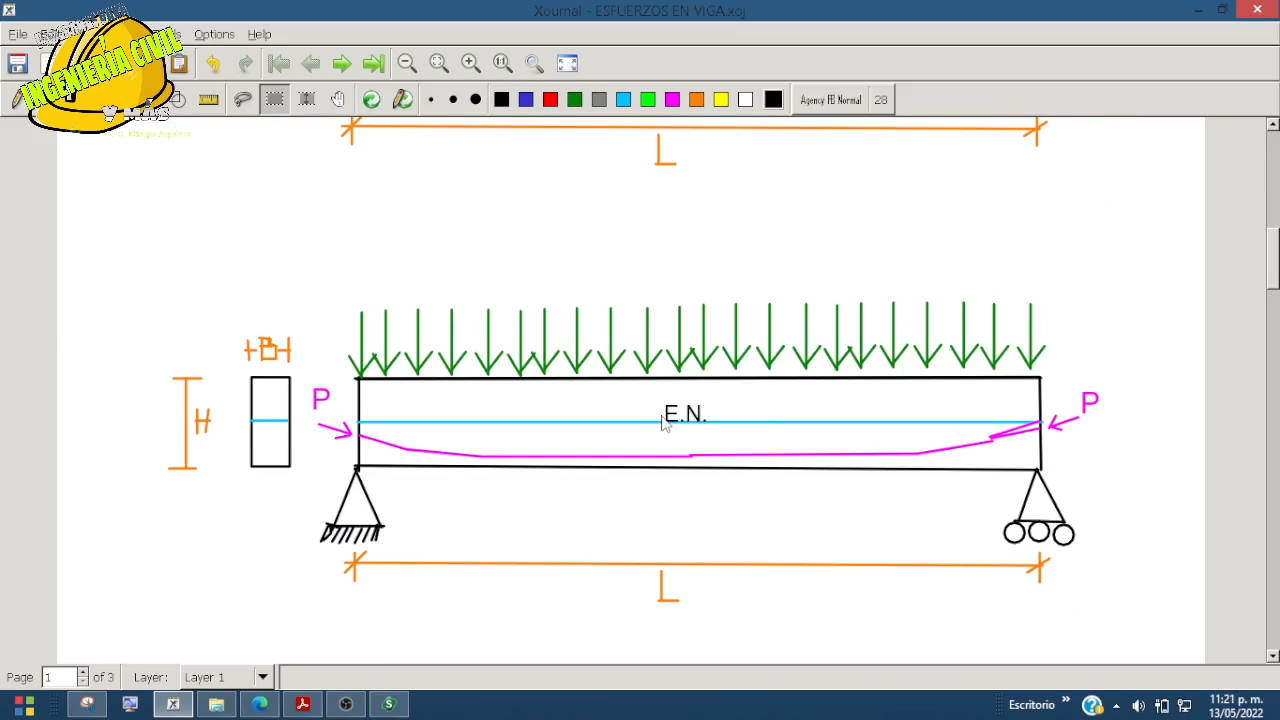 Xournal - ESFUERZOS EN VIGA.xoj
File
Options
Help
INGENIERIA CIVIL
Agency FB Normal
28
L
B
H
P
E.N.
P
L
Page
1
of 3
Layer:
Layer 1
Escritorio
11:21 p. m.
13/05/2022